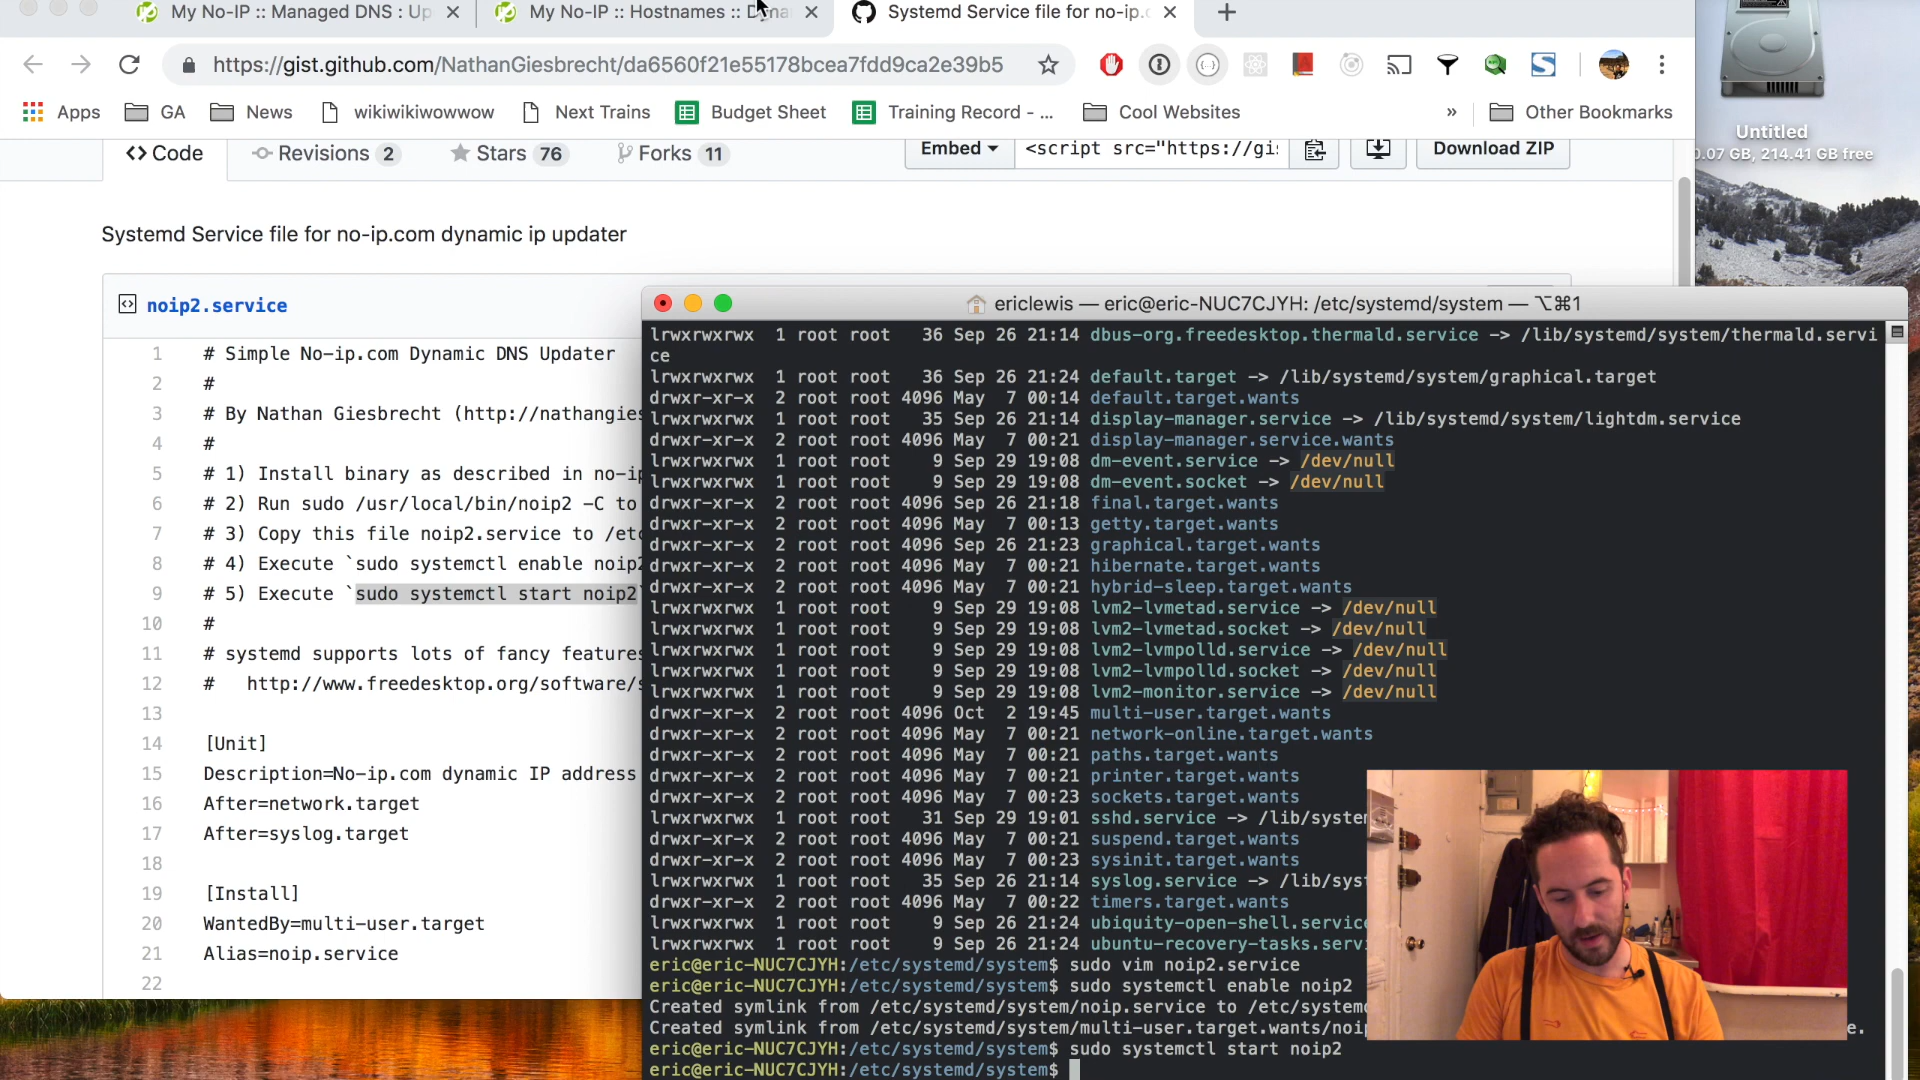 My No-IP :: Managed DNS : Up
My No-IP :: Hostnames ::
Systemd Service file for no-ip.c
https://gist.github.com/NathanGiesbrecht/da6560f21e55178bcea7fdd9ca2e39b5
Apps
GA
News
wikiwikiwowwow
Next Trains
Budget Sheet
Training Record - ...
Cool Websites
»
Other Bookmarks
Untitled
0.07 GB, 214.41 GB free
Code
Revisions 2
Stars 76
Forks 11
Embed
<script src="https://gi
Download ZIP
Systemd Service file for no-ip.com dynamic ip updater
noip2.service
1 # Simple No-ip.com Dynamic DNS Updater
2 #
3 # By Nathan Giesbrecht (http://nathangies
4 #
5 # 1) Install binary as described in no-ip
6 # 2) Run sudo /usr/local/bin/noip2 -C to
7 # 3) Copy this file noip2.service to /etc
8 # 4) Execute `sudo systemctl enable noip2
9 # 5) Execute `sudo systemctl start noip2`
10 #
11 # systemd supports lots of fancy features
12 # http://www.freedesktop.org/software/s
13
14 [Unit]
15 Description=No-ip.com dynamic IP address
16 After=network.target
17 After=syslog.target
18
19 [Install]
20 WantedBy=multi-user.target
21 Alias=noip.service
22
ericlewis — eric@eric-NUC7CJYH: /etc/systemd/system — ⌥⌘1
lrwxrwxrwx 1 root root 36 Sep 26 21:14 dbus-org.freedesktop.thermald.service -> /lib/systemd/system/thermald.servi
ce
lrwxrwxrwx 1 root root 36 Sep 26 21:24 default.target -> /lib/systemd/system/graphical.target
drwxr-xr-x 2 root root 4096 May 7 00:14 default.target.wants
lrwxrwxrwx 1 root root 35 Sep 26 21:14 display-manager.service -> /lib/systemd/system/lightdm.service
drwxr-xr-x 2 root root 4096 May 7 00:21 display-manager.service.wants
lrwxrwxrwx 1 root root 9 Sep 29 19:08 dm-event.service -> /dev/null
lrwxrwxrwx 1 root root 9 Sep 29 19:08 dm-event.socket -> /dev/null
drwxr-xr-x 2 root root 4096 Sep 26 21:18 final.target.wants
drwxr-xr-x 2 root root 4096 May 7 00:13 getty.target.wants
drwxr-xr-x 2 root root 4096 Sep 26 21:23 graphical.target.wants
drwxr-xr-x 2 root root 4096 May 7 00:21 hibernate.target.wants
drwxr-xr-x 2 root root 4096 May 7 00:21 hybrid-sleep.target.wants
lrwxrwxrwx 1 root root 9 Sep 29 19:08 lvm2-lvmetad.service -> /dev/null
lrwxrwxrwx 1 root root 9 Sep 29 19:08 lvm2-lvmetad.socket -> /dev/null
lrwxrwxrwx 1 root root 9 Sep 29 19:08 lvm2-lvmpolld.service -> /dev/null
lrwxrwxrwx 1 root root 9 Sep 29 19:08 lvm2-lvpolld.socket -> /dev/null
lrwxrwxrwx 1 root root 9 Sep 29 19:08 lvm2-monitor.service -> /dev/null
drwxr-xr-x 2 root root 4096 Oct 2 19:45 multi-user.target.wants
drwxr-xr-x 2 root root 4096 May 7 00:21 network-online.target.wants
drwxr-xr-x 2 root root 4096 May 7 00:21 paths.target.wants
drwxr-xr-x 2 root root 4096 May 7 00:21 printer.target.wants
drwxr-xr-x 2 root root 4096 May 7 00:23 sockets.target.wants
lrwxrwxrwx 1 root root 31 Sep 29 19:01 sshd.service -> /lib/system
drwxr-xr-x 2 root root 4096 May 7 00:21 suspend.target.wants
drwxr-xr-x 2 root root 4096 May 7 00:23 sysinit.target.wants
lrwxrwxrwx 1 root root 35 Sep 26 21:14 syslog.service -> /lib/syst
drwxr-xr-x 2 root root 4096 May 7 00:22 timers.target.wants
lrwxrwxrwx 1 root root 9 Sep 26 21:24 ubiquity-open-shell.service
lrwxrwxrwx 1 root root 9 Sep 26 21:24 ubuntu-recovery-tasks.servi
eric@eric-NUC7CJYH:/etc/systemd/system$ sudo vim noip2.service
eric@eric-NUC7CJYH:/etc/systemd/system$ sudo systemctl enable noip2
Created symlink from /etc/systemd/system/noip.service to /etc/systemd
Created symlink from /etc/systemd/system/multi-user.target.wants/noip e.
eric@eric-NUC7CJYH:/etc/systemd/system$ sudo systemctl start noip2
eric@eric-NUC7CJYH:/etc/systemd/system$